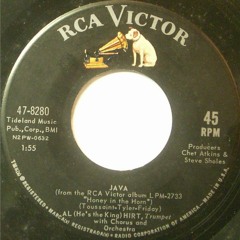 RCA VICTOR
47-8280
Tideland Music
Pub., Corp., BMI
NZPW-0632
1:55
45
RPM
Producers
Chet Atkins &
Steve Sholes
JAVA
(from the RCA Victor album LPM-2733
"Honey in the Horn")
(Toussaint-Tyler-Friday)
AL (He's the King) HIRT, Trumpet
with Chorus and
Orchestra